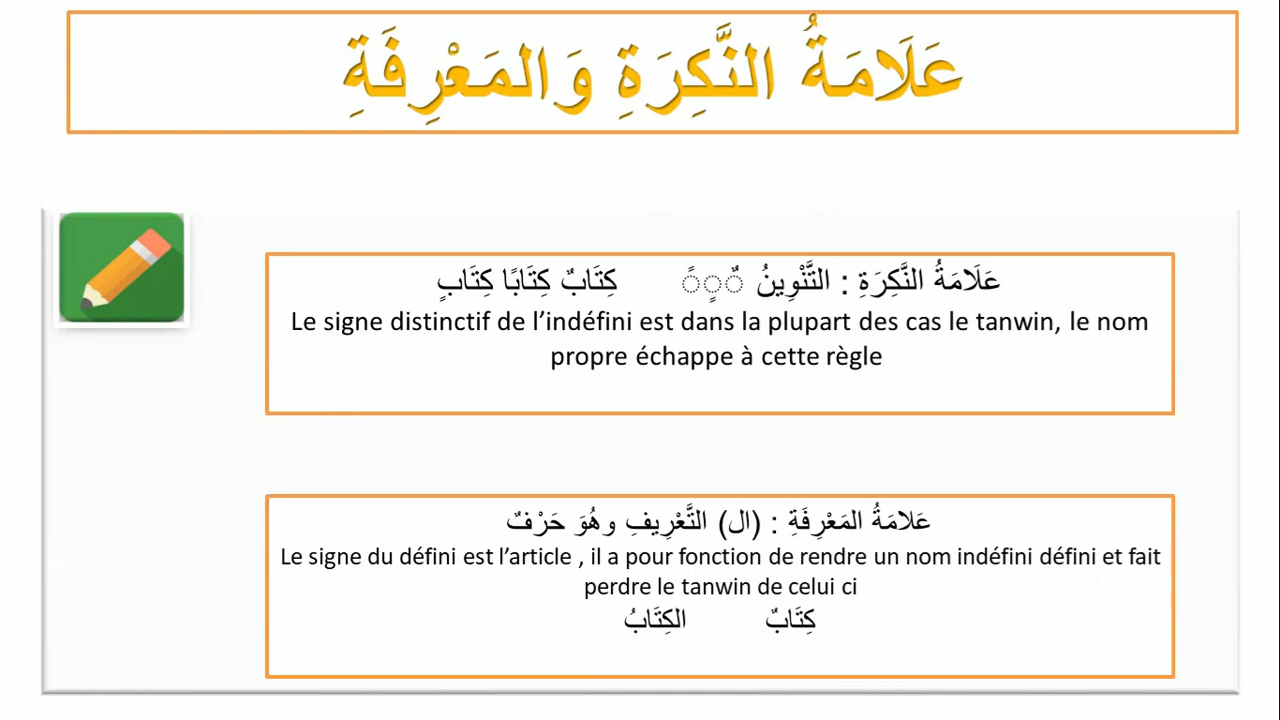 عَلَامَةُ النَّكِرَةِ وَالمَعْرِفَةِ
عَلَامَةُ النَّكِرَةِ : التَّنْوِينُ ◌ٌ◌ٍ◌ً كِتَابٌ كِتَابًا كِتَابٍ
Le signe distinctif de l’indéfini est dans la plupart des cas le tanwin, le nom
propre échappe à cette règle
عَلامَةُ المَعْرِفَةِ : (ال) التَّعْرِيفِ وهُوَ حَرْفٌ
Le signe du défini est l’article , il a pour fonction de rendre un nom indéfini défini et fait
perdre le tanwin de celui ci
كِتَابٌ الكِتَابُ